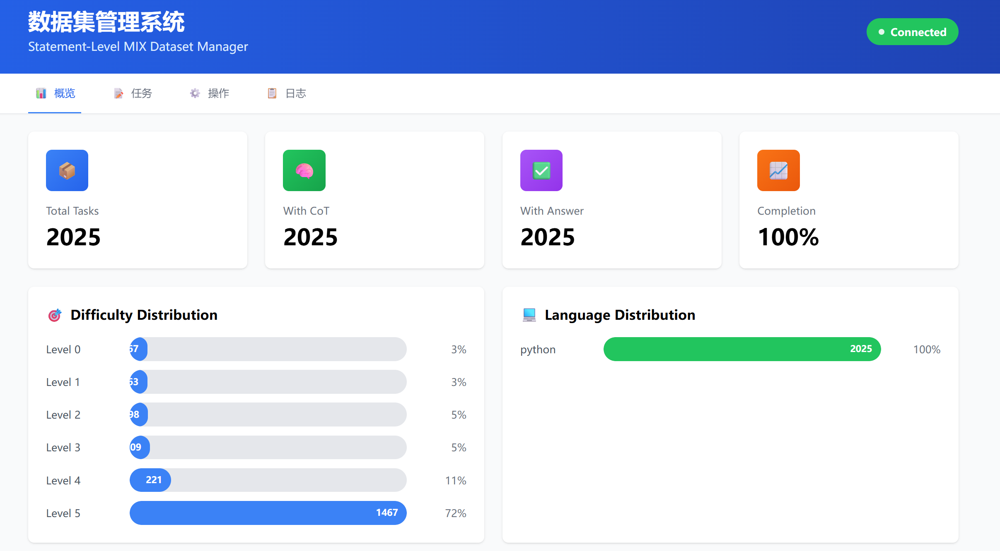 数据集管理系统
Statement-Level MIX Dataset Manager
Connected
概览
任务
操作
日志
Total Tasks
2025
With CoT
2025
With Answer
2025
Completion
100%
Difficulty Distribution
Level 0
67
3%
Level 1
63
3%
Level 2
98
5%
Level 3
09
5%
Level 4
221
11%
Level 5
1467
72%
Language Distribution
python
2025
100%